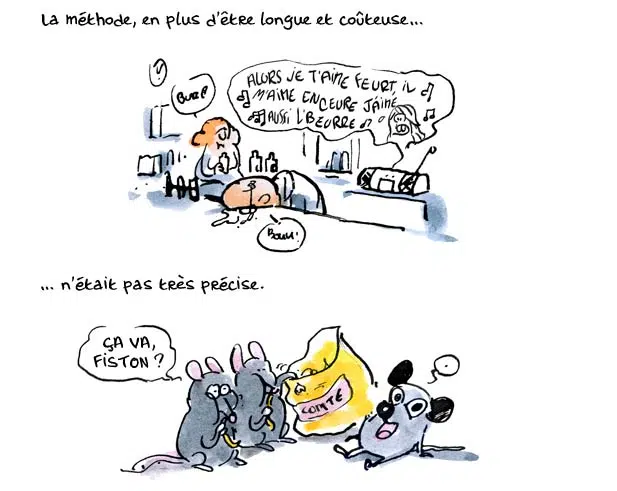 La méthode, en plus d'être longue et coûteuse...
?
BURP
ALORS JE T'AIME FEURT, IL
M'AIME ENCEURE J'AIME
AUSSI L'BEURRE
... n'était pas très précise.
ÇA VA,
FISTON ?
COMTÉ